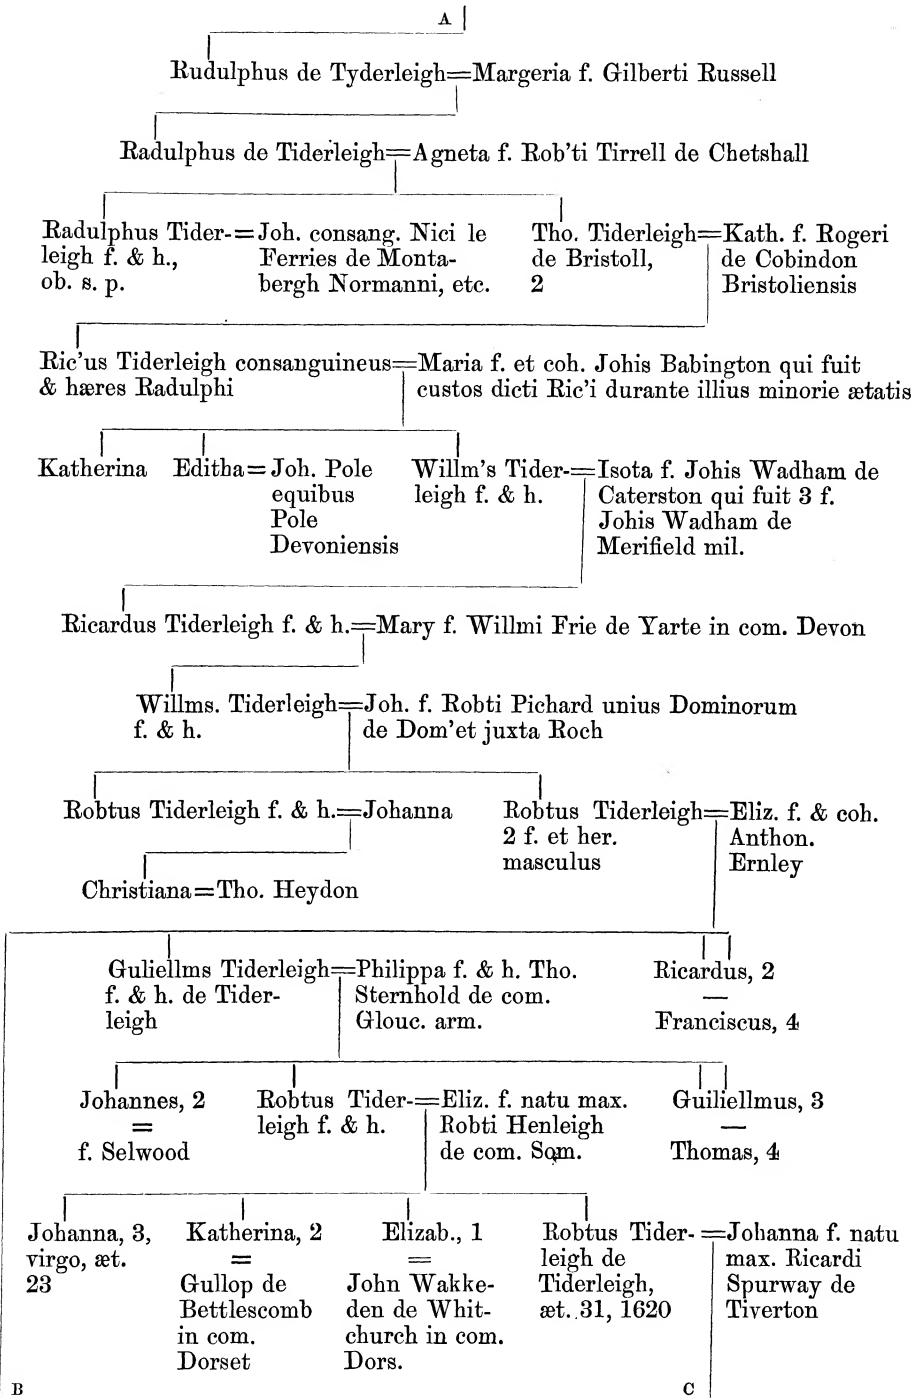 A
Rudulphus de Tyderleigh=Margeria f. Gilberti Russell
Radulphus de Tiderleigh=Agneta f. Rob'ti Tirrell de Chetshall
Radulphus Tider-=Joh. consang. Nici le Tho. Tiderleigh=Kath. f. Rogeri
leigh f. & h., Ferries de Monta- de Bristoll, de Cobindon
ob. s. p. bergh Normanni, etc. 2 Bristoliensis
Ric'us Tiderleigh consanguineus=Maria f. et coh. Johis Babington qui fuit
& hæres Radulphi custos dicti Ric'i durante illius minorie ætatis
Katherina Editha=Joh. Pole Willm's Tider-=Isota f. Johis Wadham de
equibus leigh f. & h. Caterston qui fuit 3 f.
Pole Johis Wadham de
Devoniensis Merifield mil.
Ricardus Tiderleigh f. & h.=Mary f. Willmi Frie de Yarte in com. Devon
Willms. Tiderleigh=Joh. f. Robti Pichard unius Dominorum
f. & h. de Dom'et juxta Roch
Robtus Tiderleigh f. & h.=Johanna Robtus Tiderleigh=Eliz. f. & coh.
2 f. et her. Anthon.
masculus Ernley
Christiana=Tho. Heydon
Guliellms Tiderleigh=Philippa f. & h. Tho. Ricardus, 2
f. & h. de Tider- Sternhold de com. —
leigh Glouc. arm. Franciscus, 4
Johannes, 2 Robtus Tider-=Eliz. f. natu max. Guiliellmus, 3
= leigh f. & h. Robti Henleigh —
f. Selwood de com. Som. Thomas, 4
Johanna, 3, Katherina, 2 Elizab., 1 Robtus Tider-=Johanna f. natu
virgo, æt. = = leigh de max. Ricardi
23 Gullop de John Wakke- Tiderleigh, Spurway de
Bettlescomb den de Whit- æt. 31, 1620 Tiverton
in com. church in com.
Dorset Dors.
B C